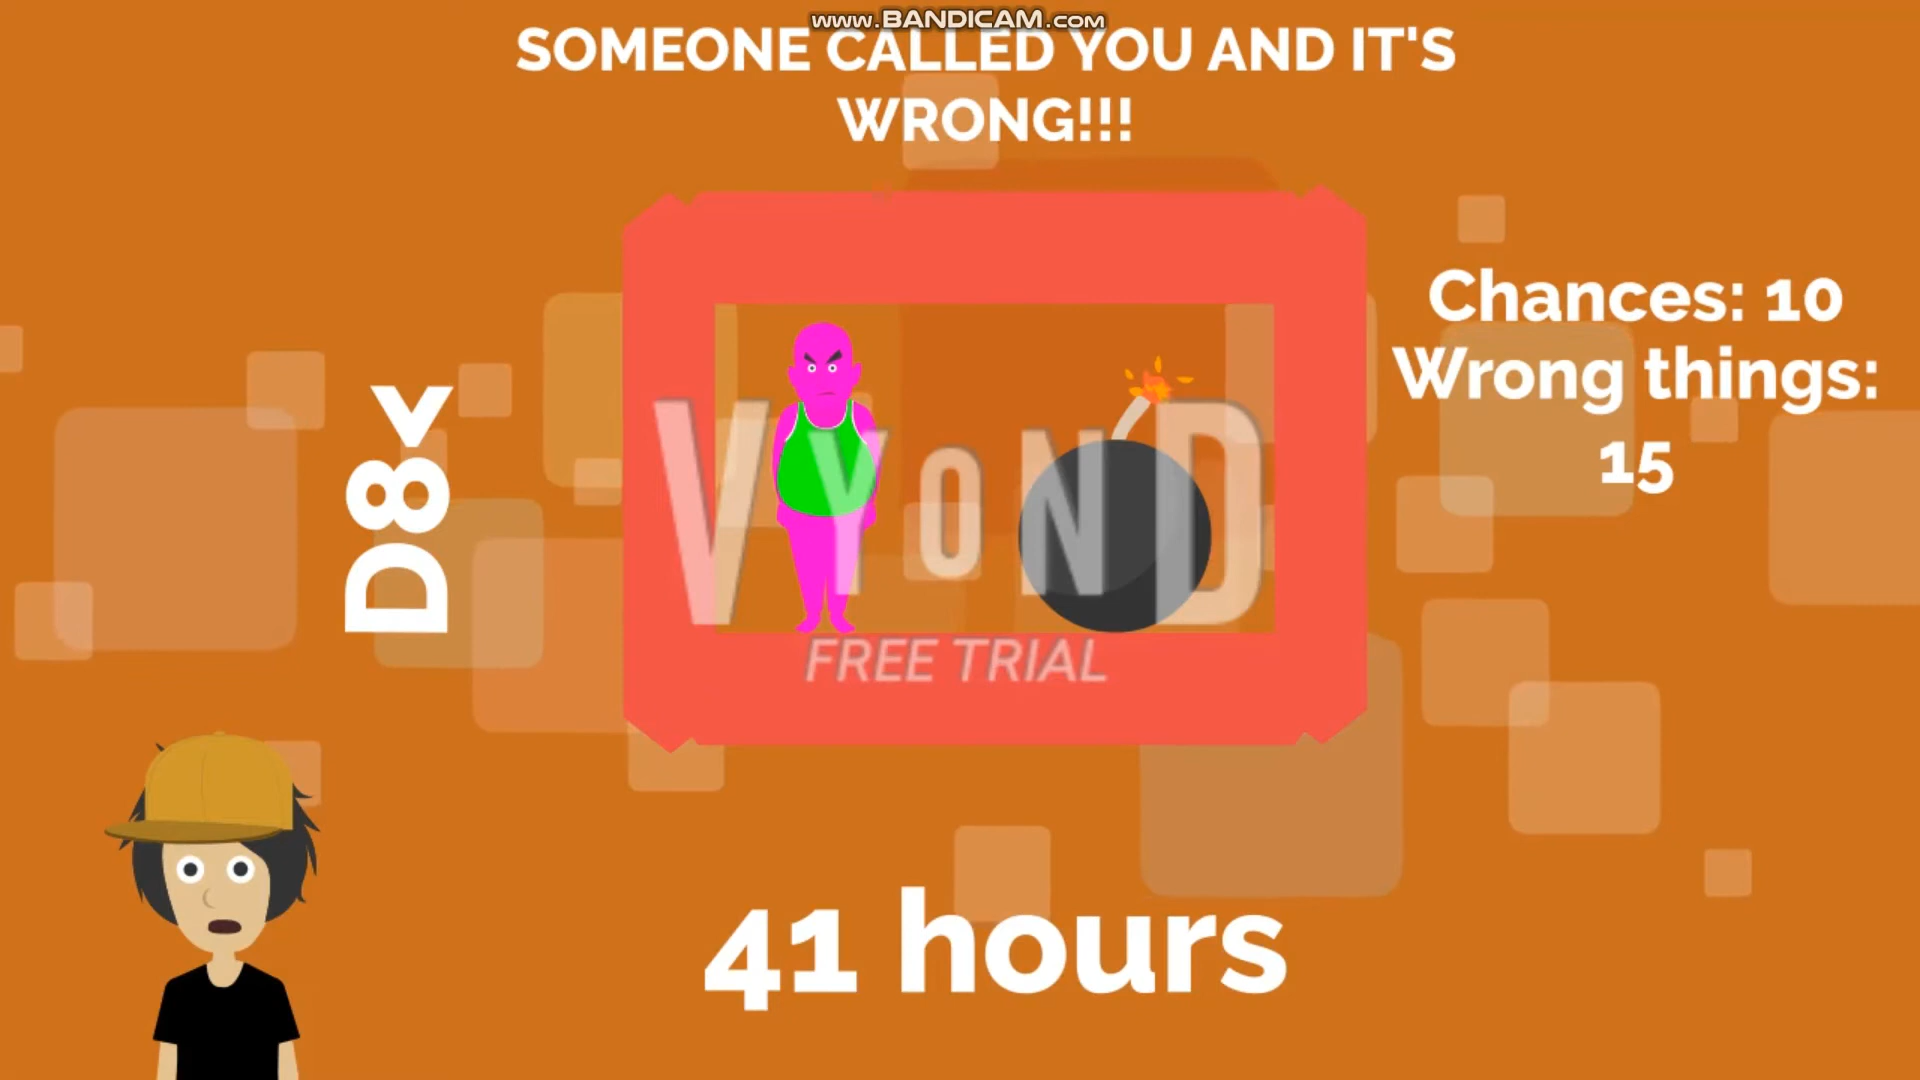 www.BANDICAM.com
SOMEONE CALLED YOU AND IT'S
WRONG!!!
Chances: 10
Wrong things:
15
D8<
VYOND
FREE TRIAL
41 hours